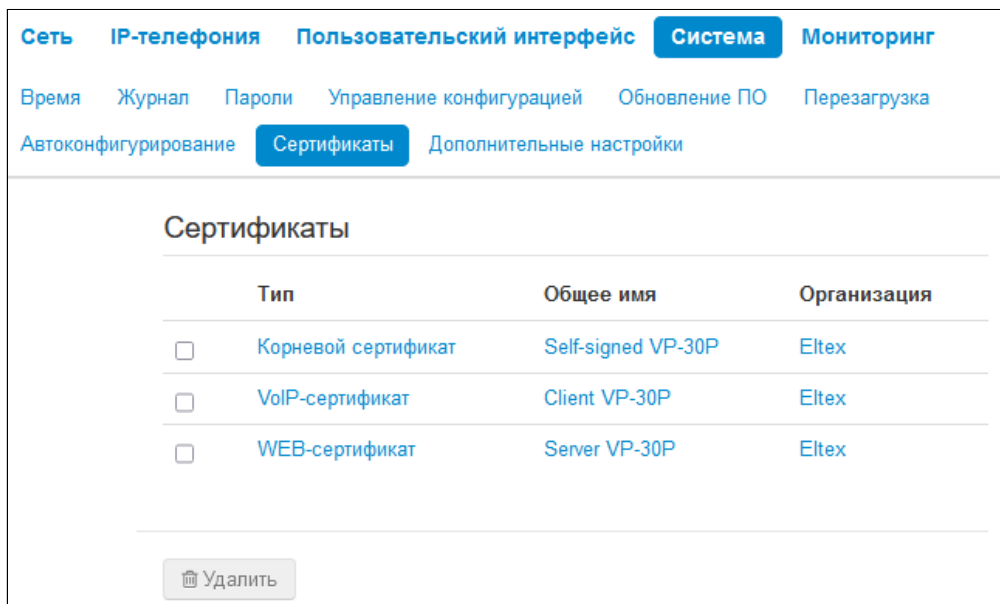 Сеть IP-телефония Пользовательский интерфейс Система Мониторинг
Время Журнал Пароли Управление конфигурацией Обновление ПО Перезагрузка
Автоконфигурирование Сертификаты Дополнительные настройки
Сертификаты
Тип Общее имя Организация
Корневой сертификат Self-signed VP-30P Eltex
VoIP-сертификат Client VP-30P Eltex
WEB-сертификат Server VP-30P Eltex
Удалить